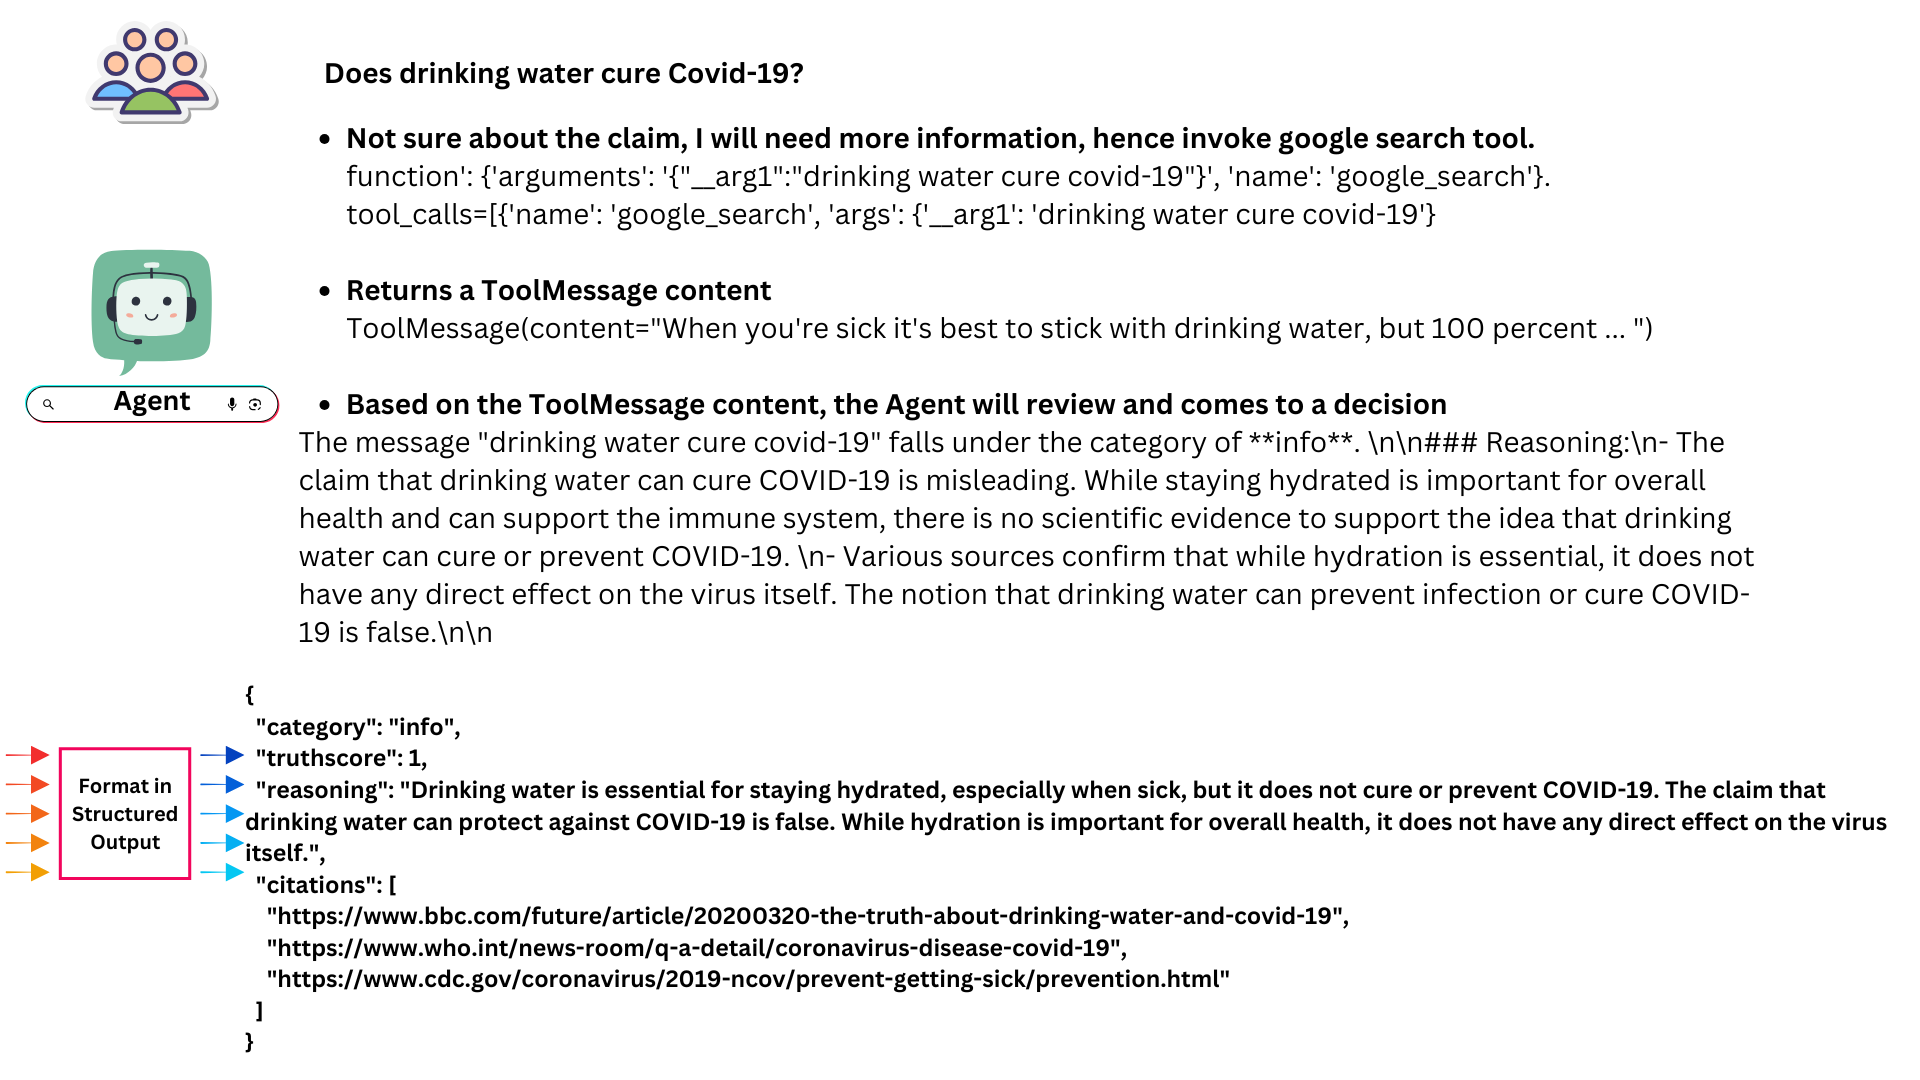 Does drinking water cure Covid-19?
• Not sure about the claim, I will need more information, hence invoke google search tool.
function': {'arguments': '{"__arg1":"drinking water cure covid-19"}', 'name': 'google_search'}.
tool_calls=[{'name': 'google_search', 'args': {'__arg1': 'drinking water cure covid-19'}
• Returns a ToolMessage content
ToolMessage(content="When you're sick it's best to stick with drinking water, but 100 percent ... ")
Agent
• Based on the ToolMessage content, the Agent will review and comes to a decision
The message "drinking water cure covid-19" falls under the category of **info**. \n\n### Reasoning:\n- The
claim that drinking water can cure COVID-19 is misleading. While staying hydrated is important for overall
health and can support the immune system, there is no scientific evidence to support the idea that drinking
water can cure or prevent COVID-19. \n- Various sources confirm that while hydration is essential, it does not
have any direct effect on the virus itself. The notion that drinking water can prevent infection or cure COVID-
19 is false.\n\n
Format in
Structured
Output
{
"category": "info",
"truthscore": 1,
"reasoning": "Drinking water is essential for staying hydrated, especially when sick, but it does not cure or prevent COVID-19. The claim that
drinking water can protect against COVID-19 is false. While hydration is important for overall health, it does not have any direct effect on the virus
itself.",
"citations": [
"https://www.bbc.com/future/article/20200320-the-truth-about-drinking-water-and-covid-19",
"https://www.who.int/news-room/q-a-detail/coronavirus-disease-covid-19",
"https://www.cdc.gov/coronavirus/2019-ncov/prevent-getting-sick/prevention.html"
]
}